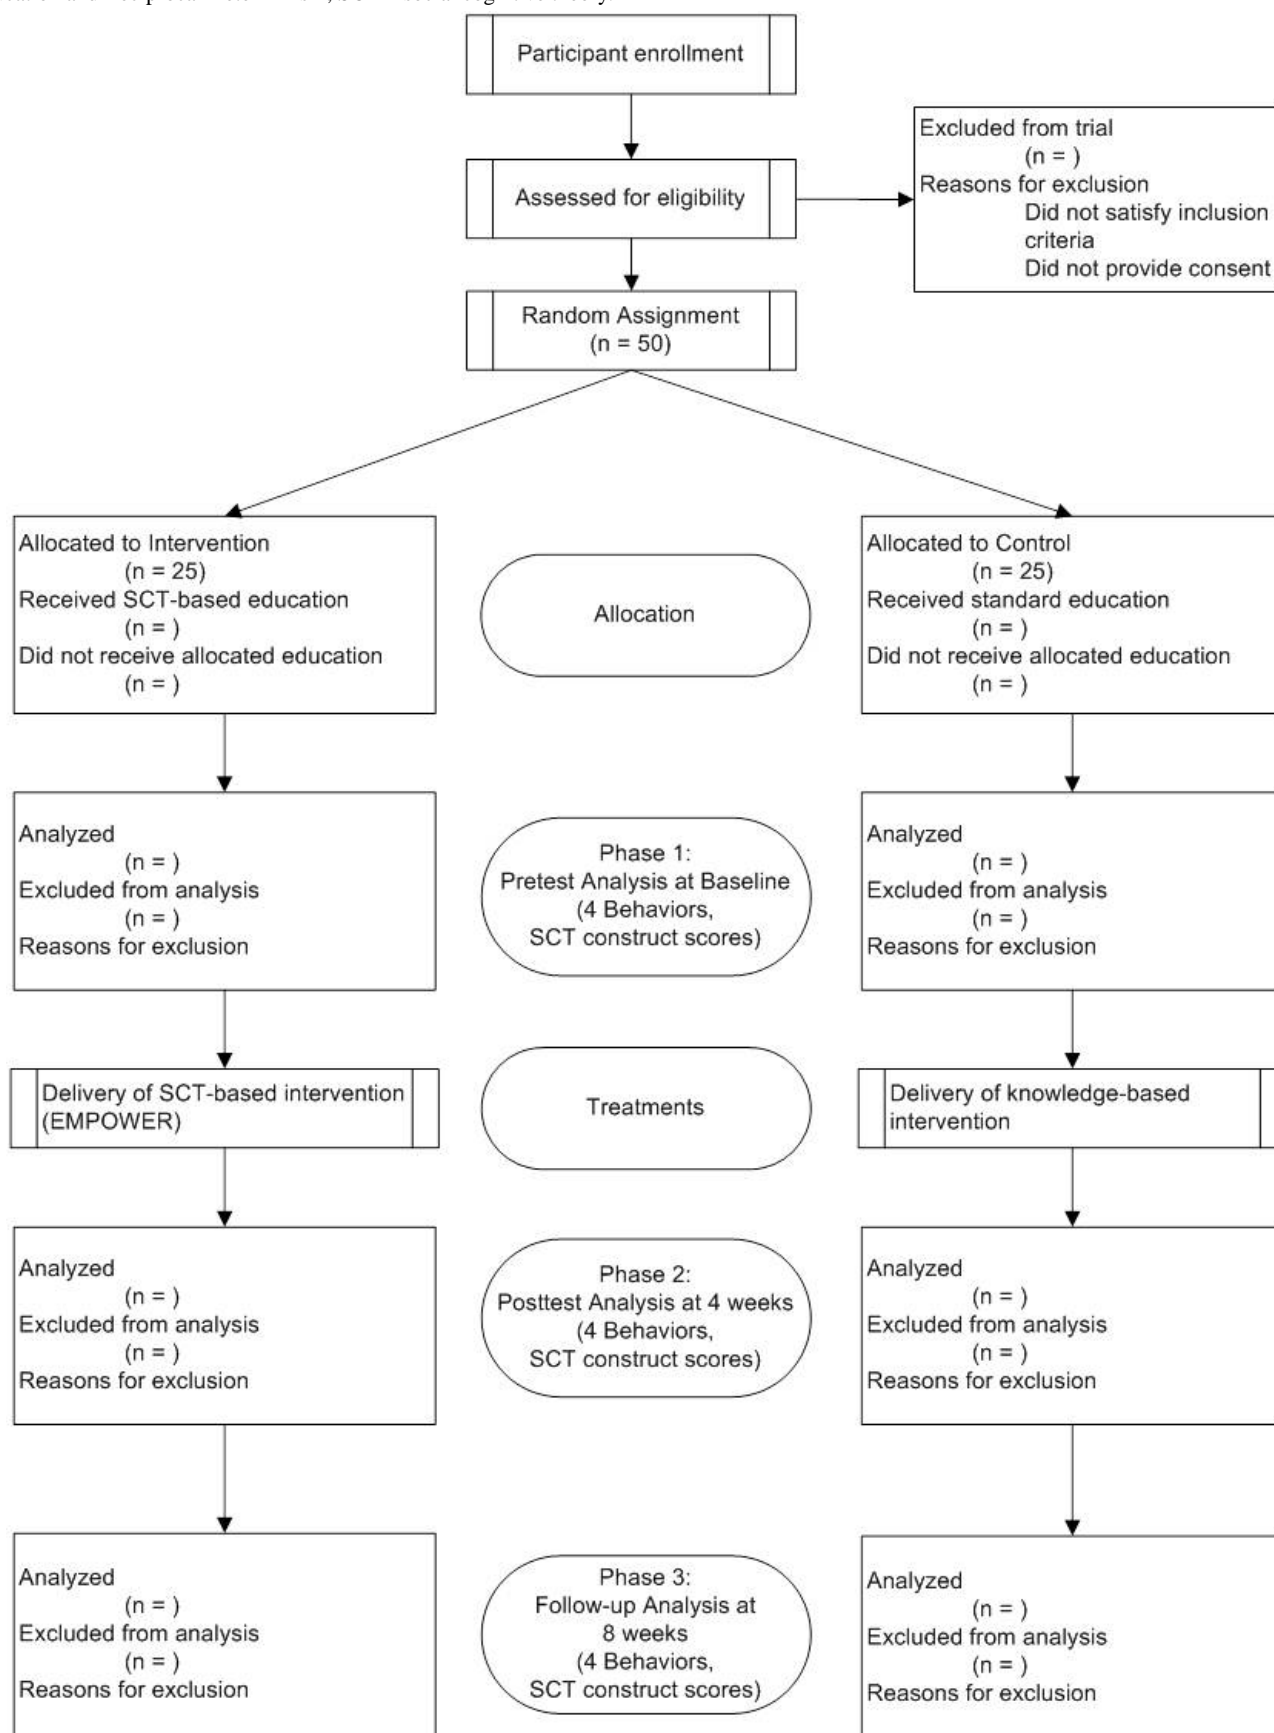 Participant enrollment
Assessed for eligibility
Excluded from trial
(n = )
Reasons for exclusion
Did not satisfy inclusion
criteria
Did not provide consent
Random Assignment
(n = 50)
Allocated to Intervention
(n = 25)
Received SCT-based education
(n = )
Did not receive allocated education
(n = )
Allocation
Allocated to Control
(n = 25)
Received standard education
(n = )
Did not receive allocated education
(n = )
Analyzed
(n = )
Excluded from analysis
(n = )
Reasons for exclusion
Phase 1:
Pretest Analysis at Baseline
(4 Behaviors,
SCT construct scores)
Analyzed
(n = )
Excluded from analysis
(n = )
Reasons for exclusion
Delivery of SCT-based intervention
(EMPOWER)
Treatments
Delivery of knowledge-based
intervention
Analyzed
(n = )
Excluded from analysis
(n = )
Reasons for exclusion
Phase 2:
Posttest Analysis at 4 weeks
(4 Behaviors,
SCT construct scores)
Analyzed
(n = )
Excluded from analysis
(n = )
Reasons for exclusion
Analyzed
(n = )
Excluded from analysis
(n = )
Reasons for exclusion
Phase 3:
Follow-up Analysis at
8 weeks
(4 Behaviors,
SCT construct scores)
Analyzed
(n = )
Excluded from analysis
(n = )
Reasons for exclusion